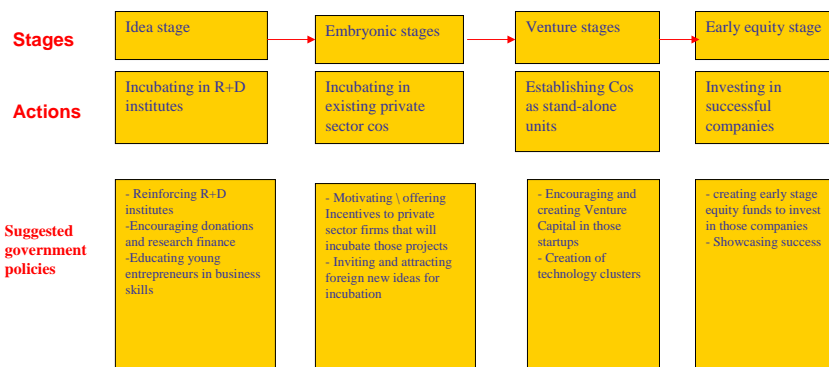 Stages
Idea stage
Embryonic stages
Venture stages
Early equity stage
Actions
Incubating in R+D
institutes
Incubating in
existing private
sector cos
Establishing Cos
as stand-alone
units
Investing in
successful
companies
Suggested
government
policies
- Reinforcing R+D
institutes
-Encouraging donations
and research finance
-Educating young
entrepreneurs in business
skills
- Motivating \ offering
Incentives to private
sector firms that will
incubate those projects
- Inviting and attracting
foreign new ideas for
incubation
- Encouraging and
creating Venture
Capital in those
startups
- Creation of
technology clusters
- creating early stage
equity funds to invest
in those companies
- Showcasing success